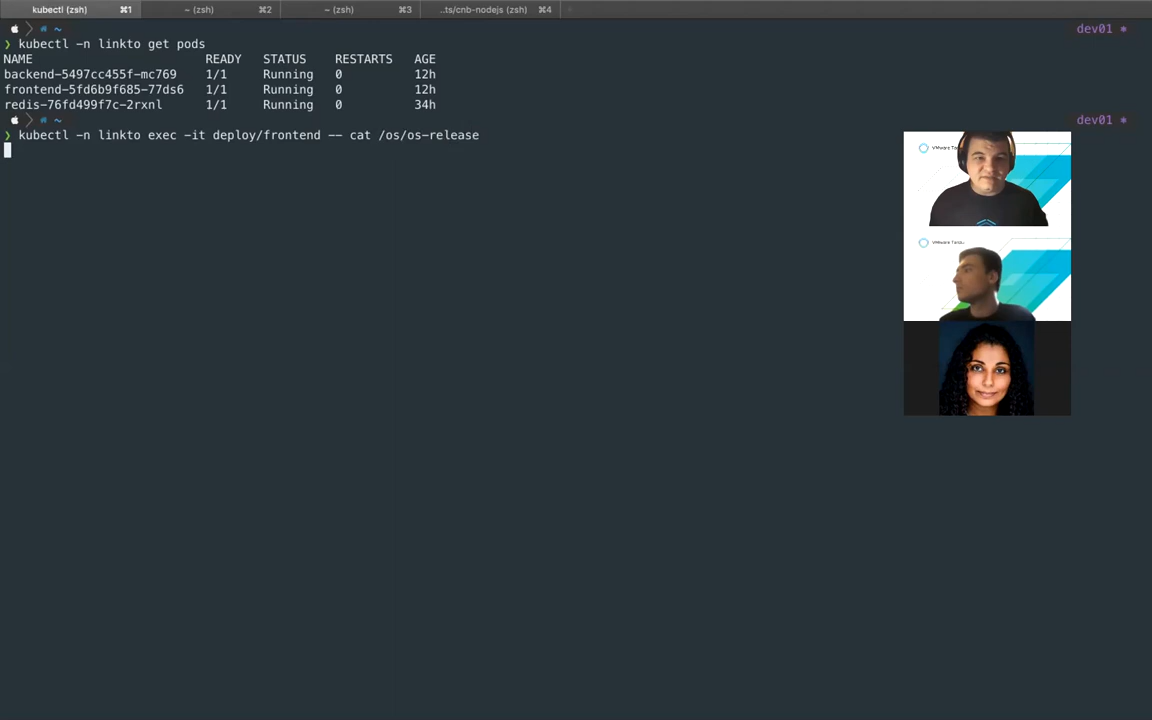 kubectl (zsh) ⌘1 ~ (zsh) ⌘2 ~ (zsh) ⌘3 ..ts/cnb-nodejs (zsh) ⌘4
~ dev01 ⎈
❯ kubectl -n linkto get pods
NAME READY STATUS RESTARTS AGE
backend-5497cc455f-mc769 1/1 Running 0 12h
frontend-5fd6b9f685-77ds6 1/1 Running 0 12h
redis-76fd499f7c-2rxnl 1/1 Running 0 34h
~ dev01 ⎈
❯ kubectl -n linkto exec -it deploy/frontend -- cat /os/os-release
VMware
VMware